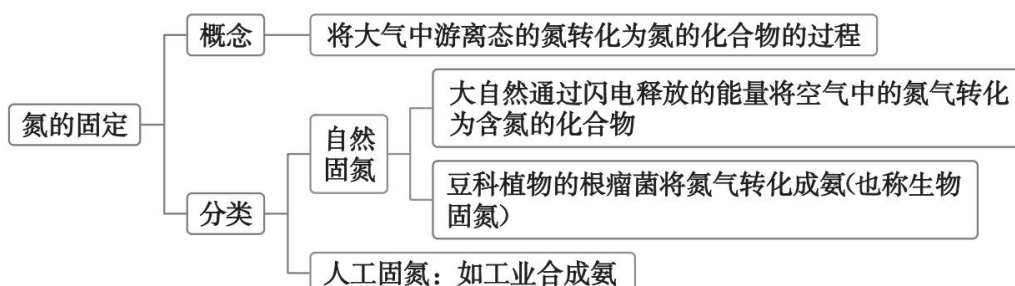 概念
将大气中游离态的氮转化为氮的化合物的过程
氮的固定
大自然通过闪电释放的能量将空气中的氮气转化
为含氮的化合物
自然
固氮
豆科植物的根瘤菌将氮气转化成氨(也称生物
固氮)
分类
人工固氮：如工业合成氨